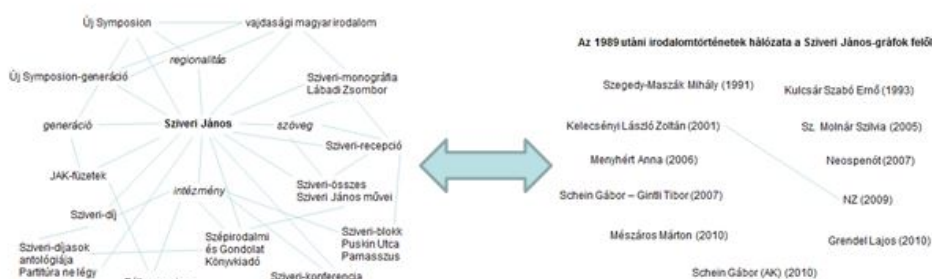 Új Symposion
vajdasági magyar irodalom
regionalitás
Új Symposion-generáció
Sziveri-monográfia
Lábadi Zsombor
generáció
Sziveri János
szöveg
Sziveri-recepció
JAK-füzetek
intézmény
Sziveri-összes
Sziveri János művei
Sziveri-díj
Sziveri-díjasok
antológiája
Partitúra ne légy
Szépirodalmi
és Gondolat
Könyvkiadó
Sziveri-blokk
Puskin Utca
Parnasszus
Sziveri-konferencia
Az 1989 utáni irodalomtörténetek hálózata a Sziveri János-gráfok felől
Szegedy-Maszák Mihály (1991)
Kulcsár Szabó Ernő (1993)
Kelecsényi László Zoltán (2001)
Sz. Molnár Szilvia (2005)
Menyhért Anna (2006)
Neospenót (2007)
Schein Gábor – Gintli Tibor (2007)
NZ (2009)
Mészáros Márton (2010)
Grendel Lajos (2010)
Schein Gábor (AK) (2010)